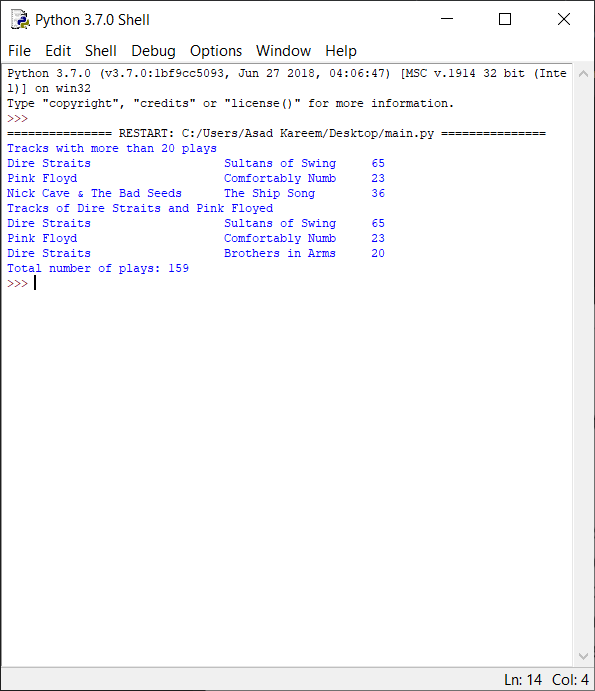 Python 3.7.0 Shell
File Edit Shell Debug Options Window Help
Python 3.7.0 (v3.7.0:1bf9cc5093, Jun 27 2018, 04:06:47) [MSC v.1914 32 bit (Inte
l)] on win32
Type "copyright", "credits" or "license()" for more information.
>>>
=============== RESTART: C:/Users/Asad Kareem/Desktop/main.py ===============
Tracks with more than 20 plays
Dire Straits                   Sultans of Swing     65
Pink Floyd                     Comfortably Numb     23
Nick Cave & The Bad Seeds      The Ship Song        36
Tracks of Dire Straits and Pink Floyed
Dire Straits                   Sultans of Swing     65
Pink Floyd                     Comfortably Numb     23
Dire Straits                   Brothers in Arms     20
Total number of plays: 159
>>>
Ln: 14 Col: 4